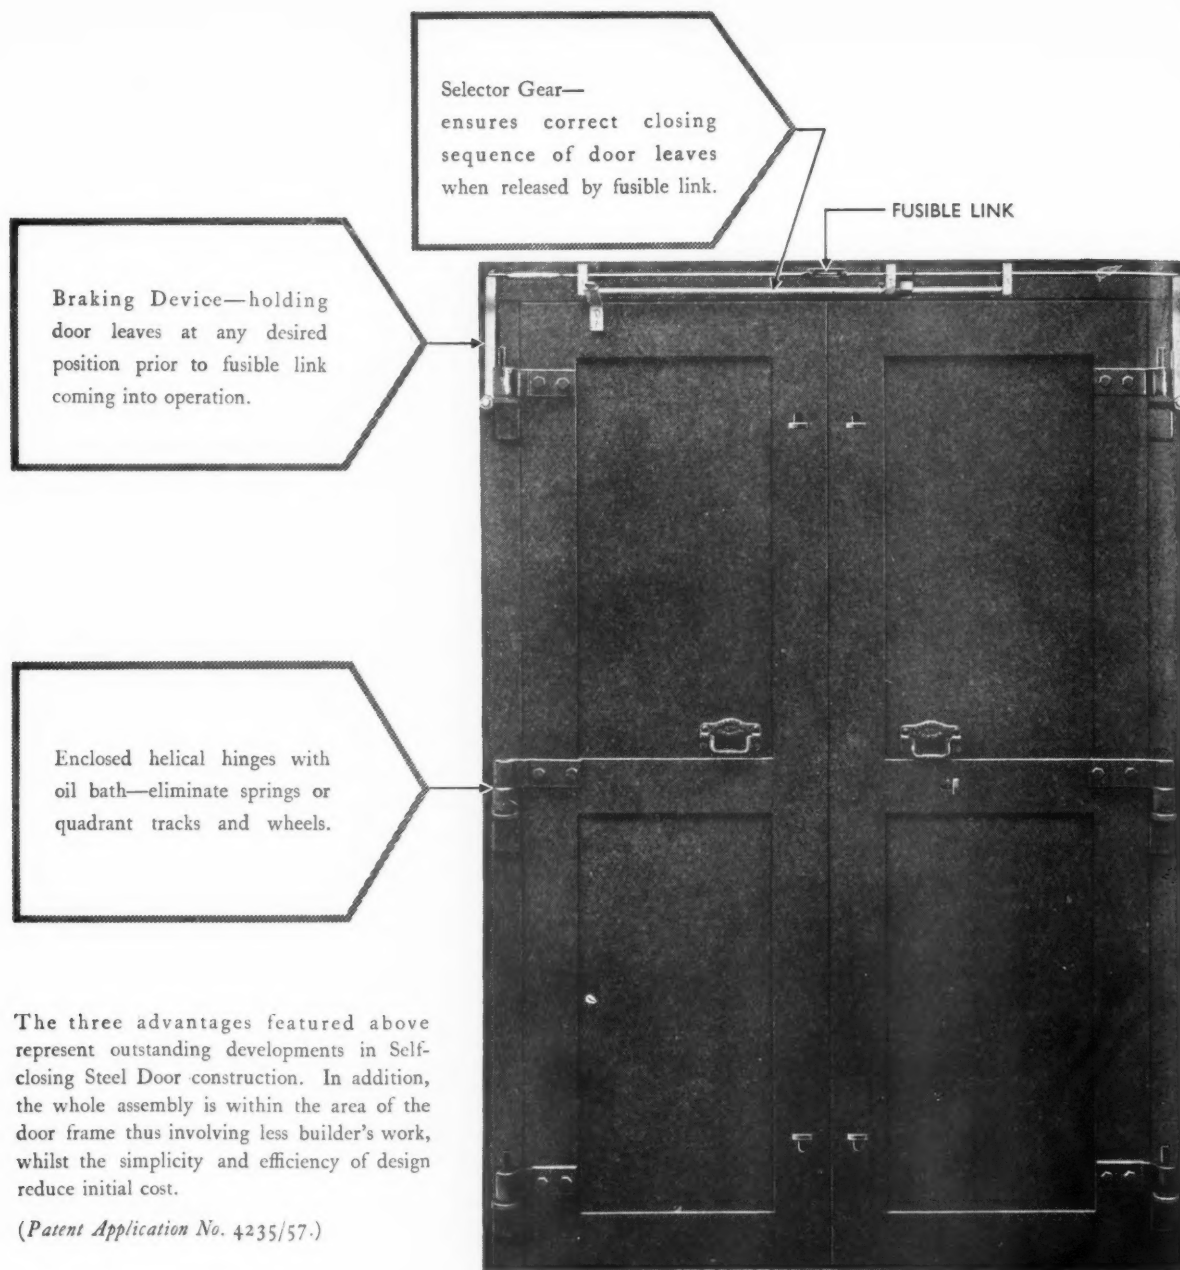 Selector Gear—
ensures correct closing
sequence of door leaves
when released by fusible link.
FUSIBLE LINK
Braking Device—holding
door leaves at any desired
position prior to fusible link
coming into operation.
Enclosed helical hinges with
oil bath—eliminate springs or
quadrant tracks and wheels.
The three advantages featured above
represent outstanding developments in Self-
closing Steel Door construction. In addition,
the whole assembly is within the area of the
door frame thus involving less builder's work,
whilst the simplicity and efficiency of design
reduce initial cost.
(Patent Application No. 4235/57.)